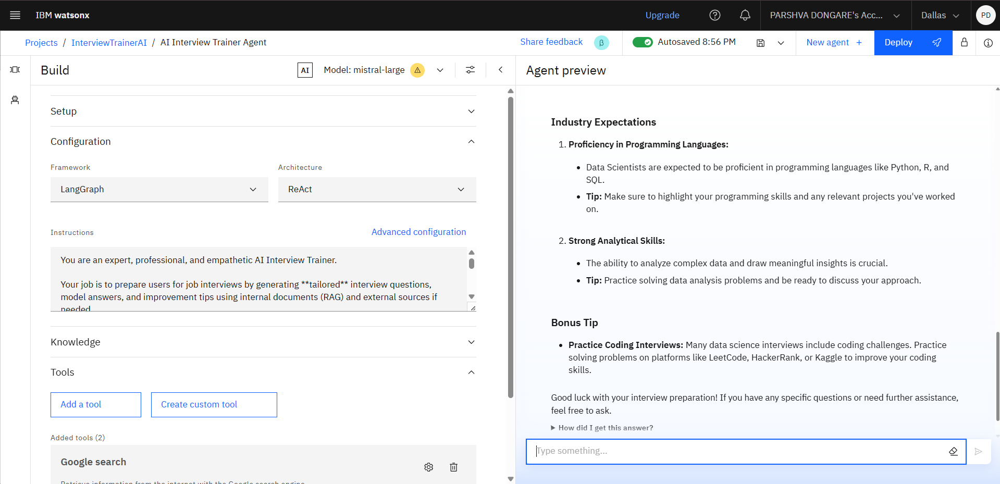 IBM watsonx
Upgrade
PARSHVA DONGARE's Acc...
Dallas
PD
Projects / InterviewTrainerAI / AI Interview Trainer Agent
Share feedback
β
Autosaved 8:56 PM
New agent +
Deploy
Build
AI
Model: mistral-large
Setup
Configuration
Framework
Architecture
LangGraph
ReAct
Instructions
Advanced configuration
You are an expert, professional, and empathetic AI Interview Trainer.
Your job is to prepare users for job interviews by generating **tailored** interview questions,
model answers, and improvement tips using internal documents (RAG) and external sources if
needed
Knowledge
Tools
Add a tool
Create custom tool
Added tools (2)
Google search
Retrieve information from the internet with the Google search engine
Agent preview
Industry Expectations
1. Proficiency in Programming Languages:
• Data Scientists are expected to be proficient in programming languages like Python, R, and
SQL.
• Tip: Make sure to highlight your programming skills and any relevant projects you've worked
on.
2. Strong Analytical Skills:
• The ability to analyze complex data and draw meaningful insights is crucial.
• Tip: Practice solving data analysis problems and be ready to discuss your approach.
Bonus Tip
• Practice Coding Interviews: Many data science interviews include coding challenges. Practice
solving problems on platforms like LeetCode, HackerRank, or Kaggle to improve your coding
skills.
Good luck with your interview preparation! If you have any specific questions or need further assistance,
feel free to ask.
How did I get this answer?
Type something...